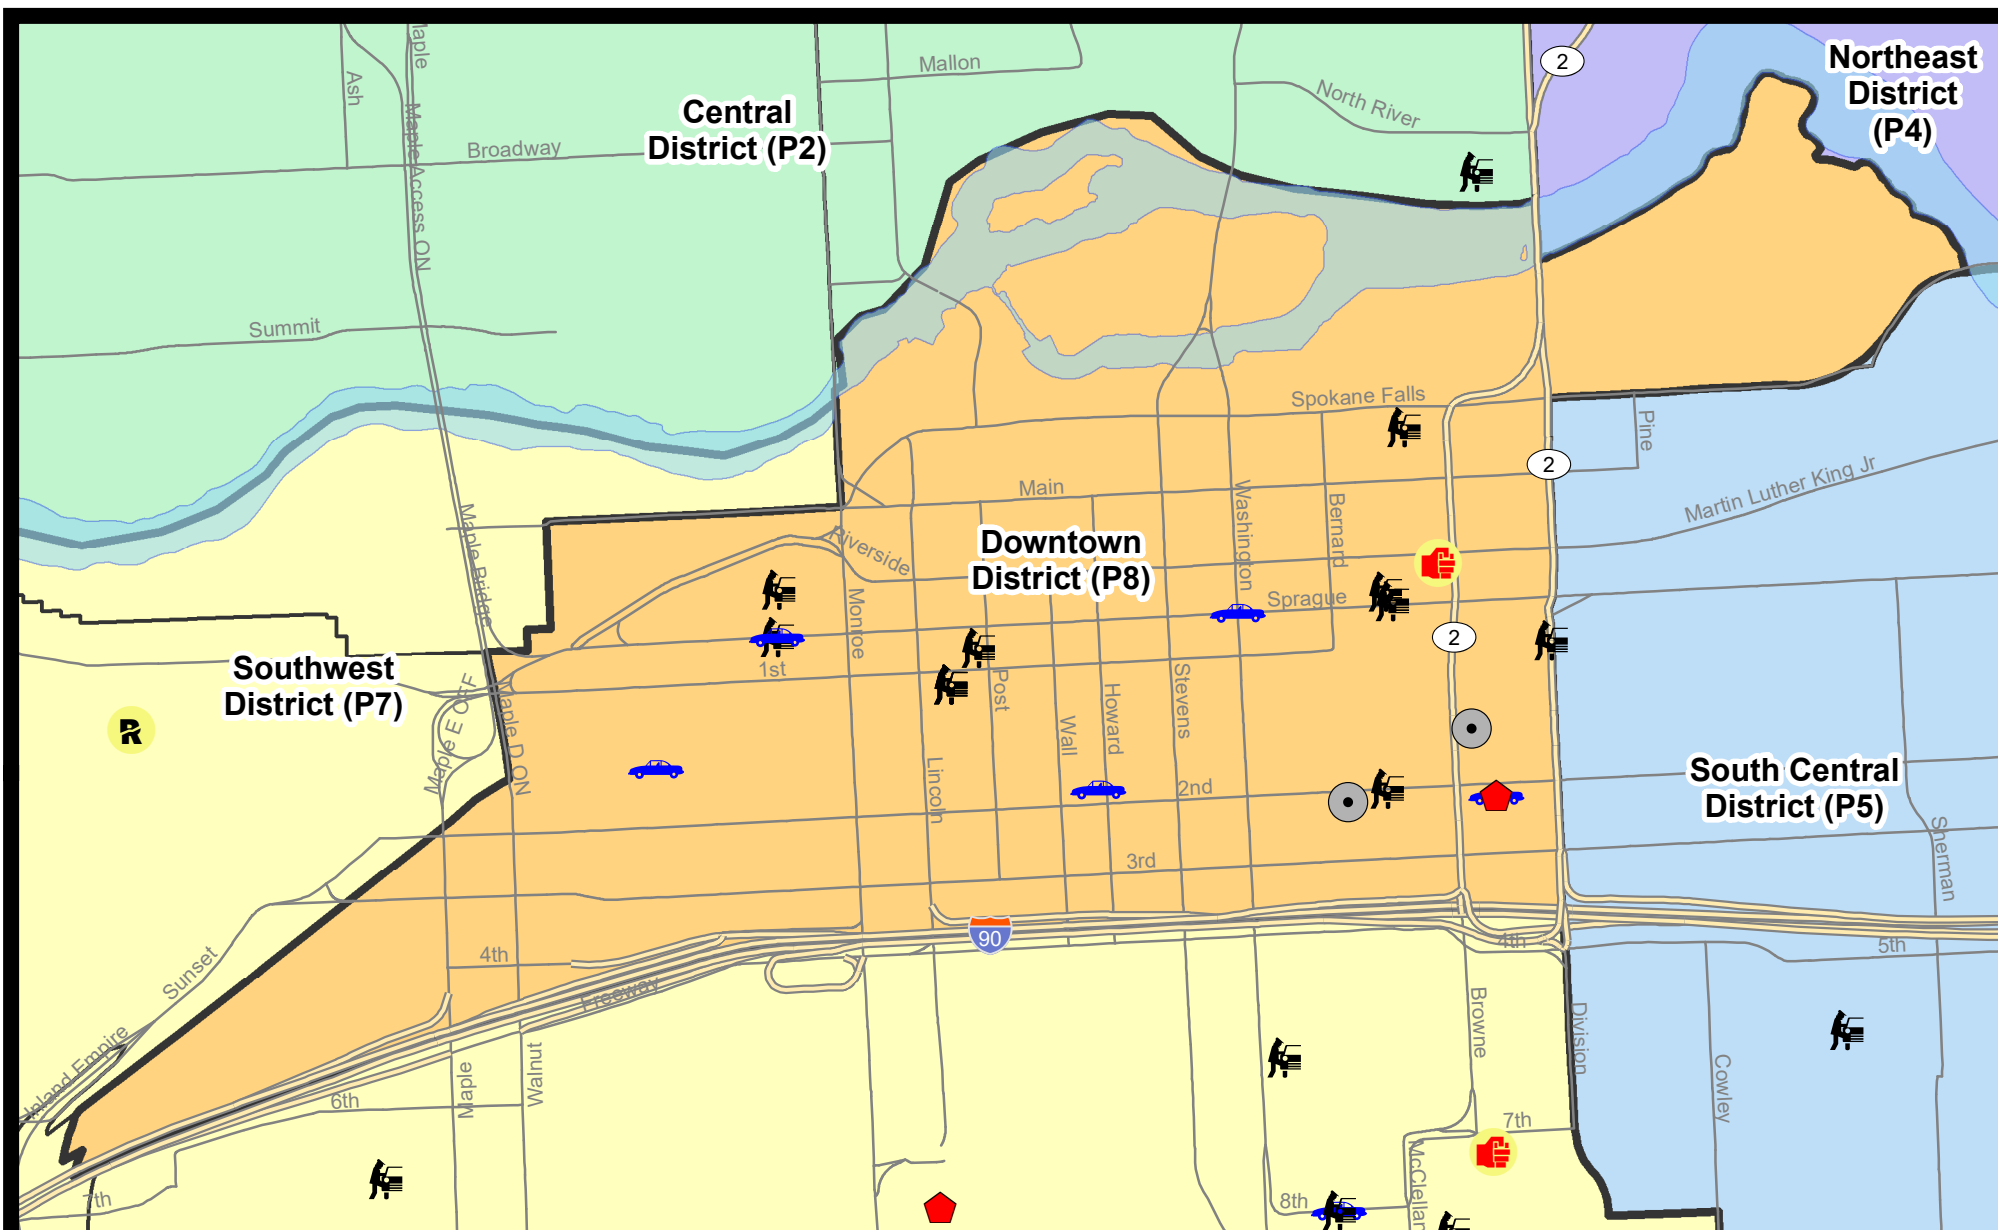 Maple
Ash
Mallon
2
Northeast
District
(P4)
North River
Central
District (P2)
Broadway
Maple Access ON
Summit
Spokane Falls
Pine
2
Martin Luther King Jr
Main
Washington
Bernard
Maple Bridge
Riverside
Downtown
District (P8)
Sprague
Monroe
2
1st
Southwest
District (P7)
R
Post
Stevens
Howard
Wall
Maple E OFF
Maple D ON
Lincoln
2nd
South Central
District (P5)
Sherman
3rd
90
4th
4th
5th
Sunset
Freeway
Browne
Division
Inland Empire
Maple
Walnut
Cowley
6th
7th
McClellan
7th
8th